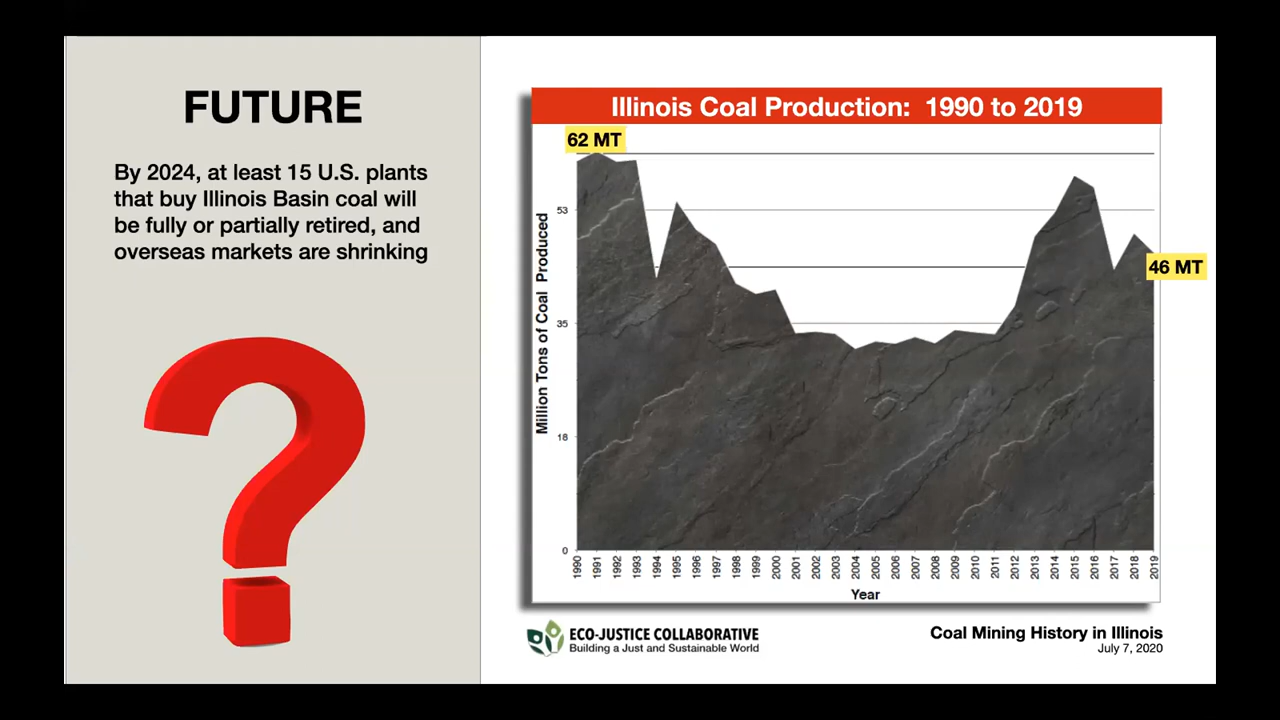 FUTURE
By 2024, at least 15 U.S. plants
that buy Illinois Basin coal will
be fully or partially retired, and
overseas markets are shrinking
Illinois Coal Production: 1990 to 2019
62 MT
Million Tons of Coal Produced
53
35
18
0
46 MT
1990 1991 1992 1993 1994 1995 1996 1997 1998 1999 2000 2001 2002 2003 2004 2005 2006 2007 2008 2009 2010 2011 2012 2013 2014 2015 2016 2017 2018 2019
Year
ECO-JUSTICE COLLABORATIVE
Building a Just and Sustainable World
Coal Mining History in Illinois
July 7, 2020